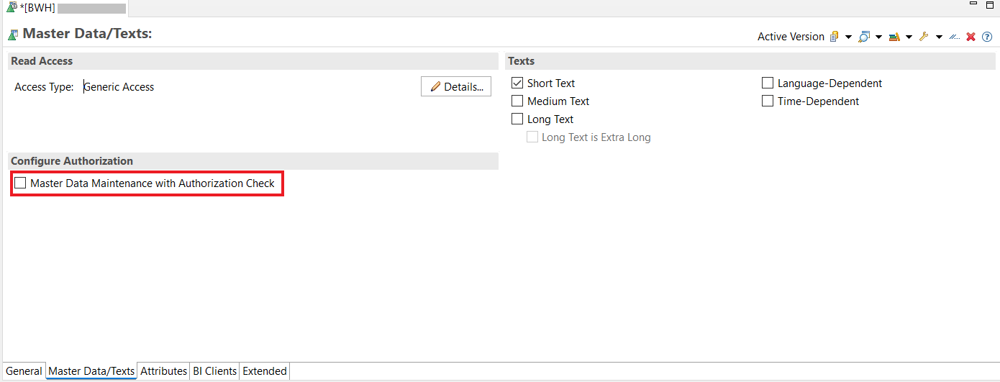 *[BWH]
Master Data/Texts:
Active Version
Read Access
Access Type: Generic Access
Details...
Configure Authorization
Master Data Maintenance with Authorization Check
Texts
Short Text
Language-Dependent
Medium Text
Time-Dependent
Long Text
Long Text is Extra Long
General
Master Data/Texts
Attributes
BI Clients
Extended